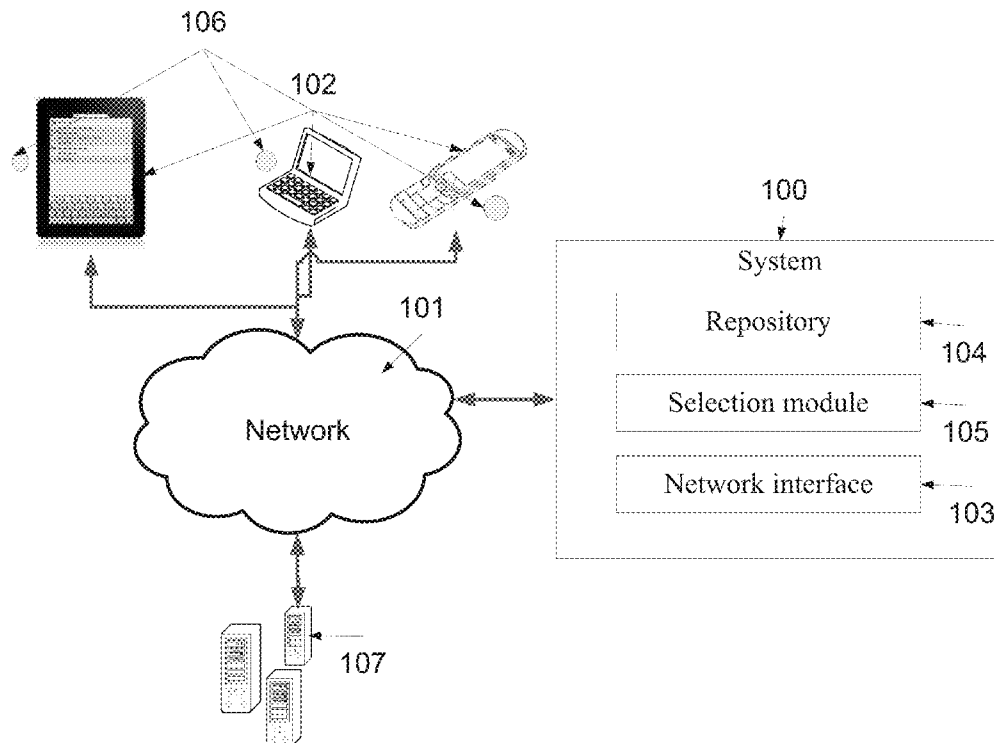 106
102
100
System
101
Repository
104
Selection module
Network
105
Network interface
103
107